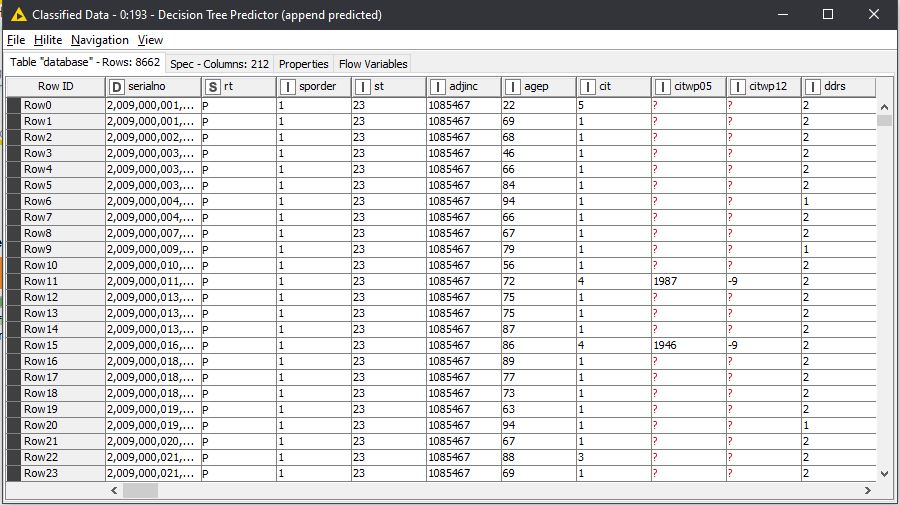 Classified Data - 0:193 - Decision Tree Predictor (append predicted)
File Hilite Navigation View
Table "database" - Rows: 8662 Spec - Columns: 212 Properties Flow Variables
Row ID D serialno S rt I sporder I st I adjinc I agep I cit I citwp05 I citwp12 I ddrs
Row0 2,009,000,001,... P 1 23 1085467 22 5 ? ? 2
Row1 2,009,000,001,... P 1 23 1085467 69 1 ? ? 2
Row2 2,009,000,002,... P 1 23 1085467 68 1 ? ? 2
Row3 2,009,000,003,... P 1 23 1085467 46 1 ? ? 2
Row4 2,009,000,003,... P 1 23 1085467 66 1 ? ? 2
Row5 2,009,000,003,... P 1 23 1085467 84 1 ? ? 2
Row6 2,009,000,004,... P 1 23 1085467 94 1 ? ? 1
Row7 2,009,000,004,... P 1 23 1085467 66 1 ? ? 2
Row8 2,009,000,007,... P 1 23 1085467 67 1 ? ? 2
Row9 2,009,000,009,... P 1 23 1085467 79 1 ? ? 1
Row10 2,009,000,010,... P 1 23 1085467 56 1 ? ? 2
Row11 2,009,000,011,... P 1 23 1085467 72 4 1987 -9 2
Row12 2,009,000,013,... P 1 23 1085467 75 1 ? ? 2
Row13 2,009,000,013,... P 1 23 1085467 75 1 ? ? 2
Row14 2,009,000,013,... P 1 23 1085467 87 1 ? ? 2
Row15 2,009,000,016,... P 1 23 1085467 86 4 1946 -9 2
Row16 2,009,000,018,... P 1 23 1085467 89 1 ? ? 2
Row17 2,009,000,018,... P 1 23 1085467 77 1 ? ? 2
Row18 2,009,000,018,... P 1 23 1085467 73 1 ? ? 2
Row19 2,009,000,019,... P 1 23 1085467 63 1 ? ? 2
Row20 2,009,000,019,... P 1 23 1085467 94 1 ? ? 1
Row21 2,009,000,020,... P 1 23 1085467 67 1 ? ? 2
Row22 2,009,000,021,... P 1 23 1085467 88 3 ? ? 2
Row23 2,009,000,021,... P 1 23 1085467 69 1 ? ? 2